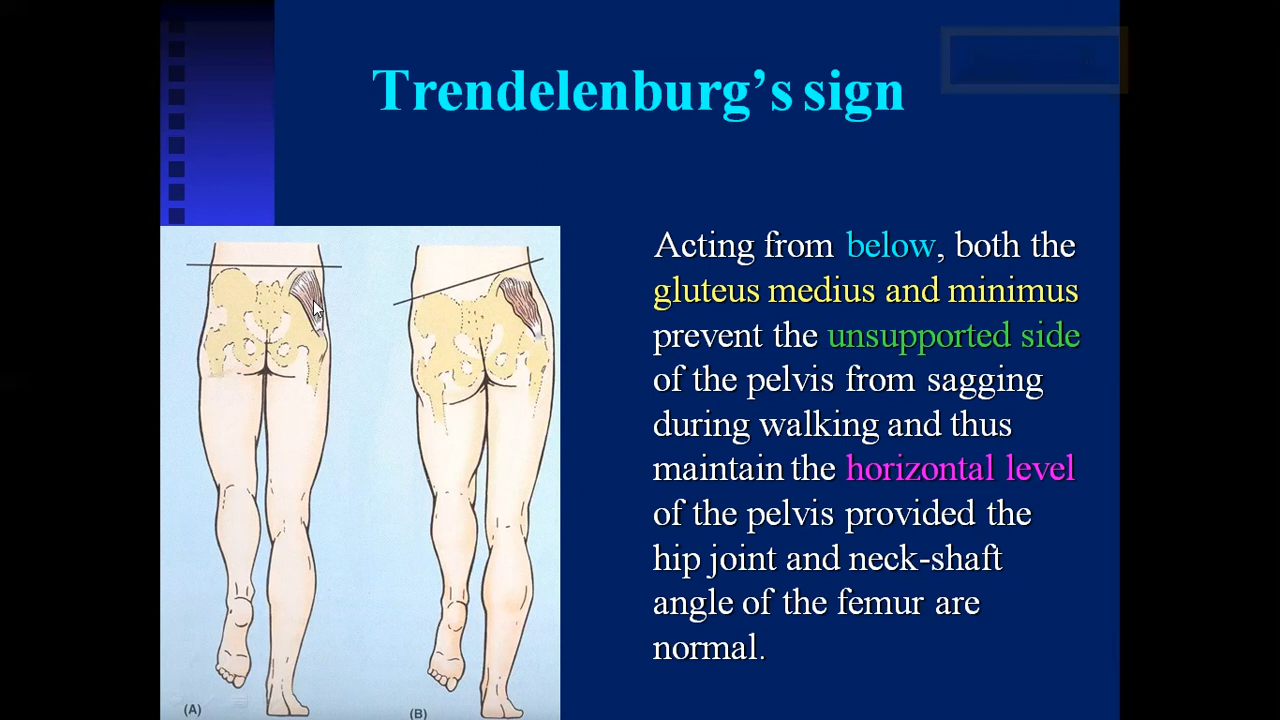 Trendelenburg’s sign
Acting from below, both the
gluteus medius and minimus
prevent the unsupported side
of the pelvis from sagging
during walking and thus
maintain the horizontal level
of the pelvis provided the
hip joint and neck-shaft
angle of the femur are
normal.
(A)
(B)